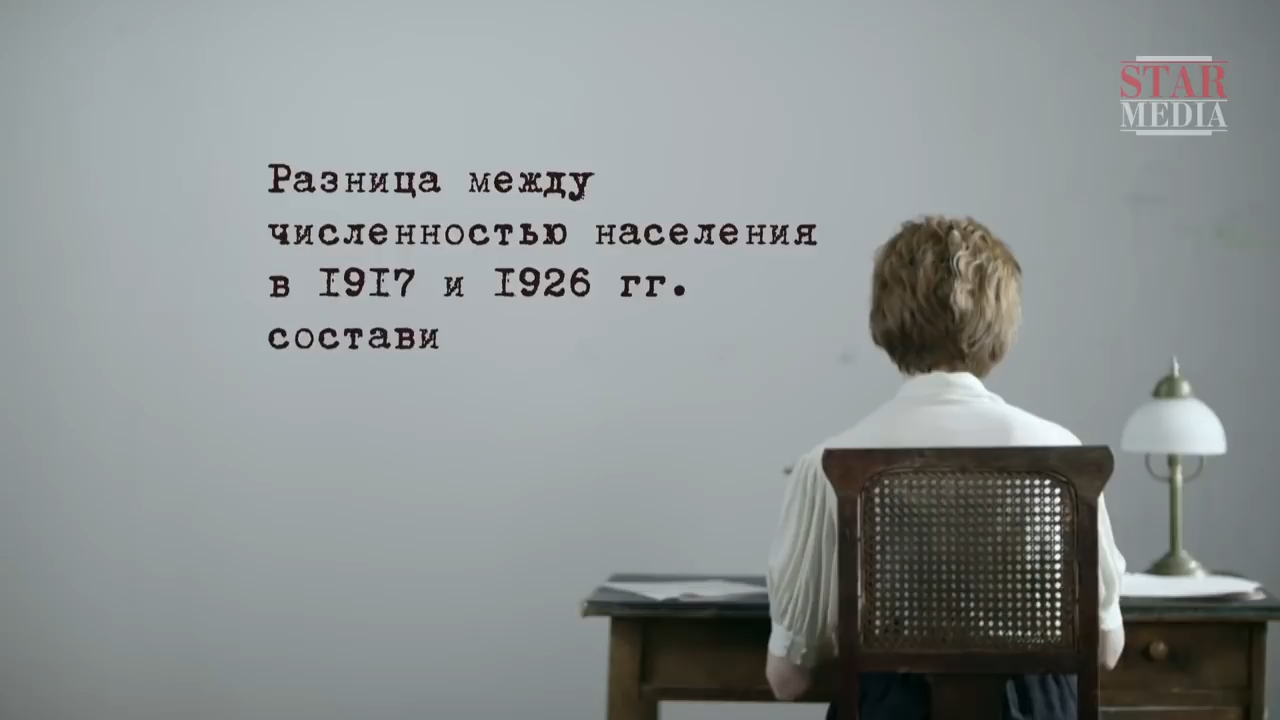 STAR
MEDIA
Разница между
численностью населения
в 1917 и 1926 гг.
состави